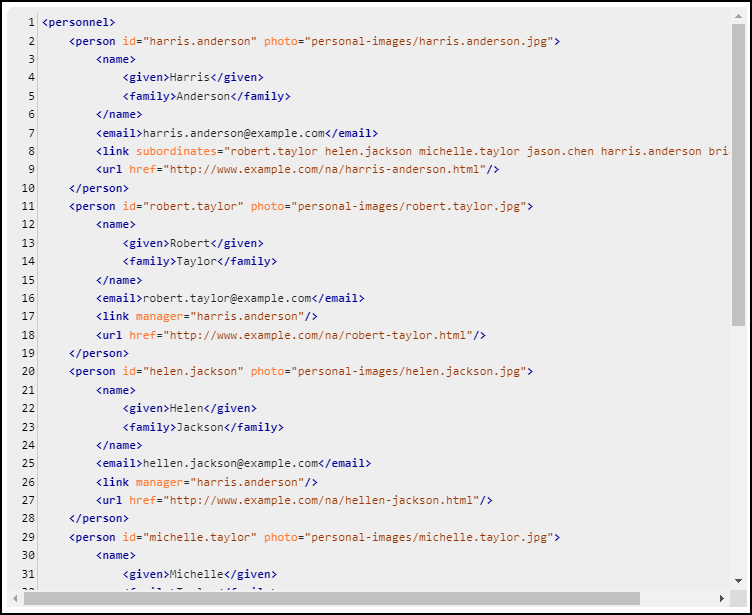 1 <personnel>
2 <person id="harris.anderson" photo="personal-images/harris.anderson.jpg">
3 <name>
4 <given>Harris</given>
5 <family>Anderson</family>
6 </name>
7 <email>harris.anderson@example.com</email>
8 <link subordinates="robert.taylor helen.jackson michelle.taylor jason.chen harris.anderson bri
9 <url href="http://www.example.com/na/harris-anderson.html"/>
10 </person>
11 <person id="robert.taylor" photo="personal-images/robert.taylor.jpg">
12 <name>
13 <given>Robert</given>
14 <family>Taylor</family>
15 </name>
16 <email>robert.taylor@example.com</email>
17 <link manager="harris.anderson"/>
18 <url href="http://www.example.com/na/robert-taylor.html"/>
19 </person>
20 <person id="helen.jackson" photo="personal-images/helen.jackson.jpg">
21 <name>
22 <given>Helen</given>
23 <family>Jackson</family>
24 </name>
25 <email>hellen.jackson@example.com</email>
26 <link manager="harris.anderson"/>
27 <url href="http://www.example.com/na/hellen-jackson.html"/>
28 </person>
29 <person id="michelle.taylor" photo="personal-images/michelle.taylor.jpg">
30 <name>
31 <given>Michelle</given>